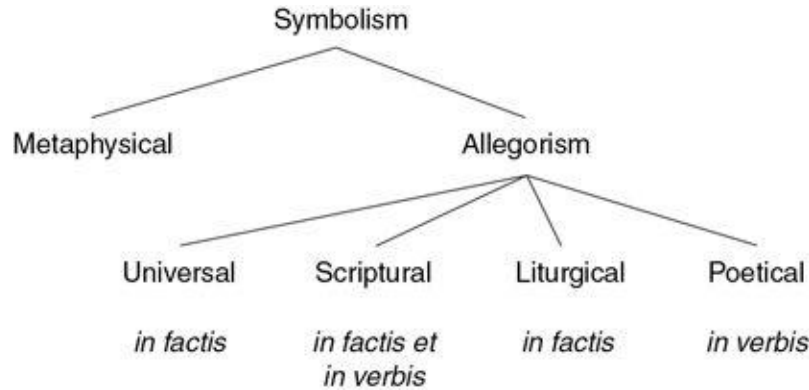 Symbolism
Metaphysical
Allegorism
Universal
Scriptural
Liturgical
Poetical
in factis
in factis et
in verbis
in factis
in verbis